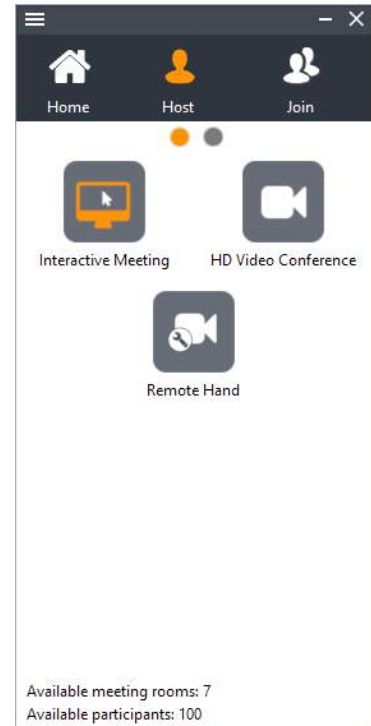 Home Host Join
Interactive Meeting HD Video Conference
Remote Hand
Available meeting rooms: 7
Available participants: 100